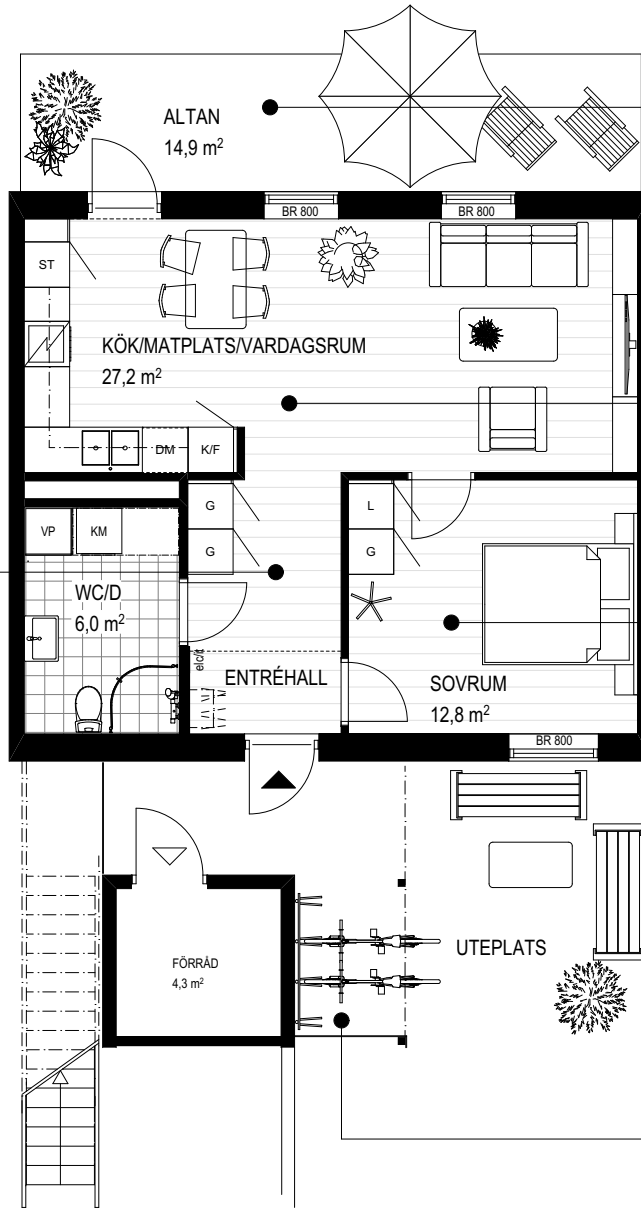 ALTAN
14,9 m²
BR 800
BR 800
ST
KÖK/MATPLATS/VARDAGSRUM
27,2 m²
DM
K/F
G
L
G
G
VP
KM
WC/D
6,0 m²
elc/it
ENTRÉHALL
SOVRUM
12,8 m²
BR 800
FÖRRÅD
4,3 m²
UTEPLATS